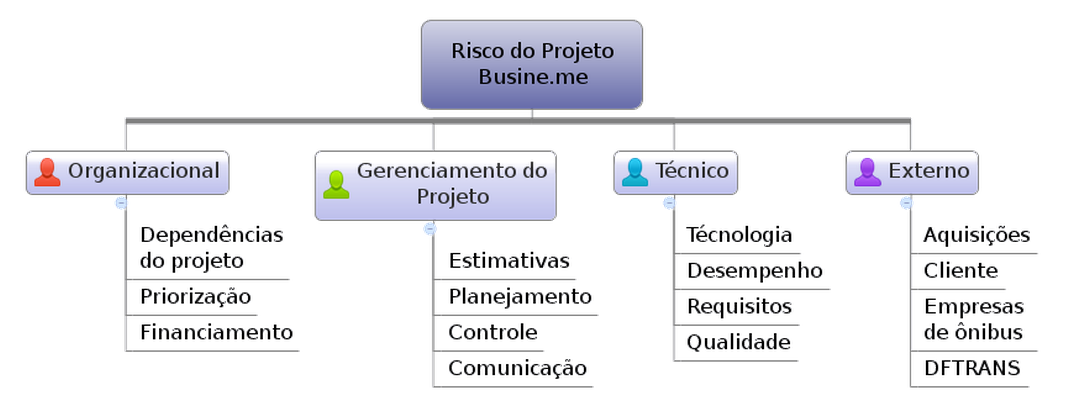 Risco do Projeto
Busine.me
Organizacional
Dependências
do projeto
Priorização
Financiamento
Gerenciamento do
Projeto
Estimativas
Planejamento
Controle
Comunicação
Técnico
Técnologia
Desempenho
Requisitos
Qualidade
Externo
Aquisições
Cliente
Empresas
de ônibus
DFTRANS